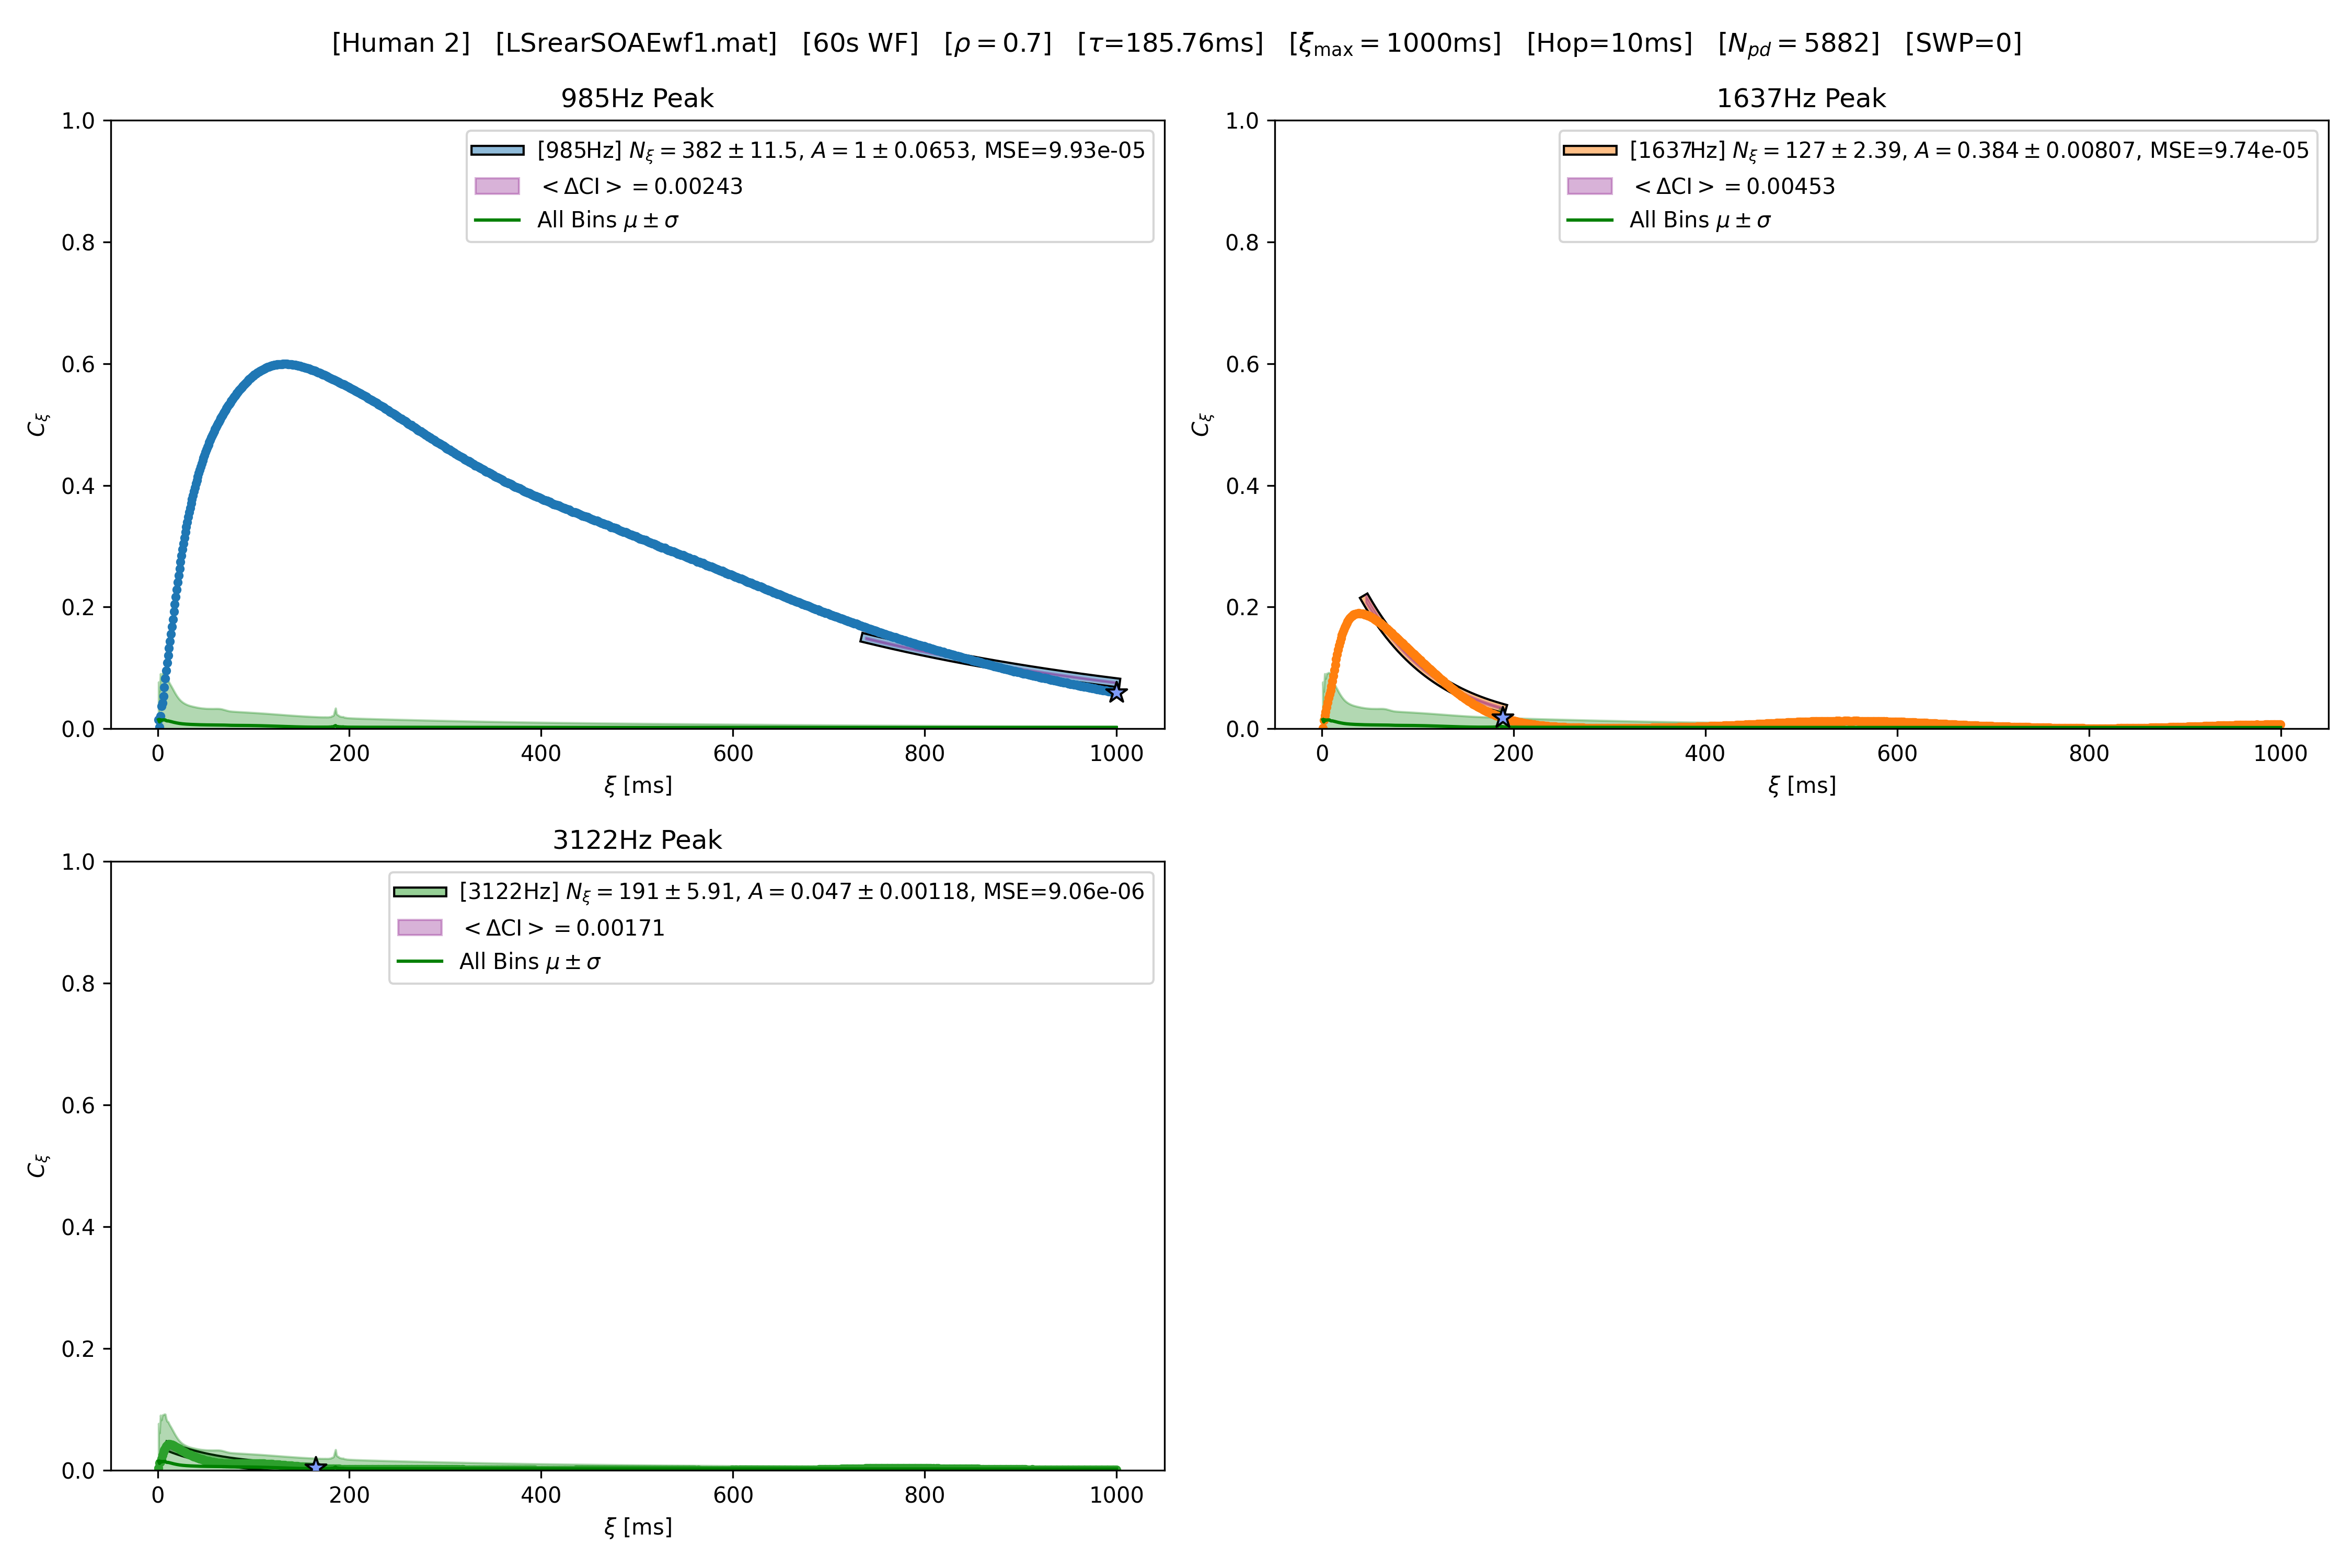 [Human 2]   [LSrearSOAEwf1.mat]   [60s WF]   [ρ = 0.7]   [τ=185.76ms]   [ξmax = 1000ms]   [Hop=10ms]   [Npd = 5882]   [SWP=0]
985Hz Peak
[985Hz] Nξ = 382 ± 11.5, A = 1 ± 0.0653, MSE=9.93e-05
< ΔCI > = 0.00243
All Bins μ ± σ
1.0
0.8
0.6
0.4
0.2
0.0
Cξ
0 200 400 600 800 1000
ξ [ms]
1637Hz Peak
[1637Hz] Nξ = 127 ± 2.39, A = 0.384 ± 0.00807, MSE=9.74e-05
< ΔCI > = 0.00453
All Bins μ ± σ
1.0
0.8
0.6
0.4
0.2
0.0
Cξ
0 200 400 600 800 1000
ξ [ms]
3122Hz Peak
[3122Hz] Nξ = 191 ± 5.91, A = 0.047 ± 0.00118, MSE=9.06e-06
< ΔCI > = 0.00171
All Bins μ ± σ
1.0
0.8
0.6
0.4
0.2
0.0
Cξ
0 200 400 600 800 1000
ξ [ms]